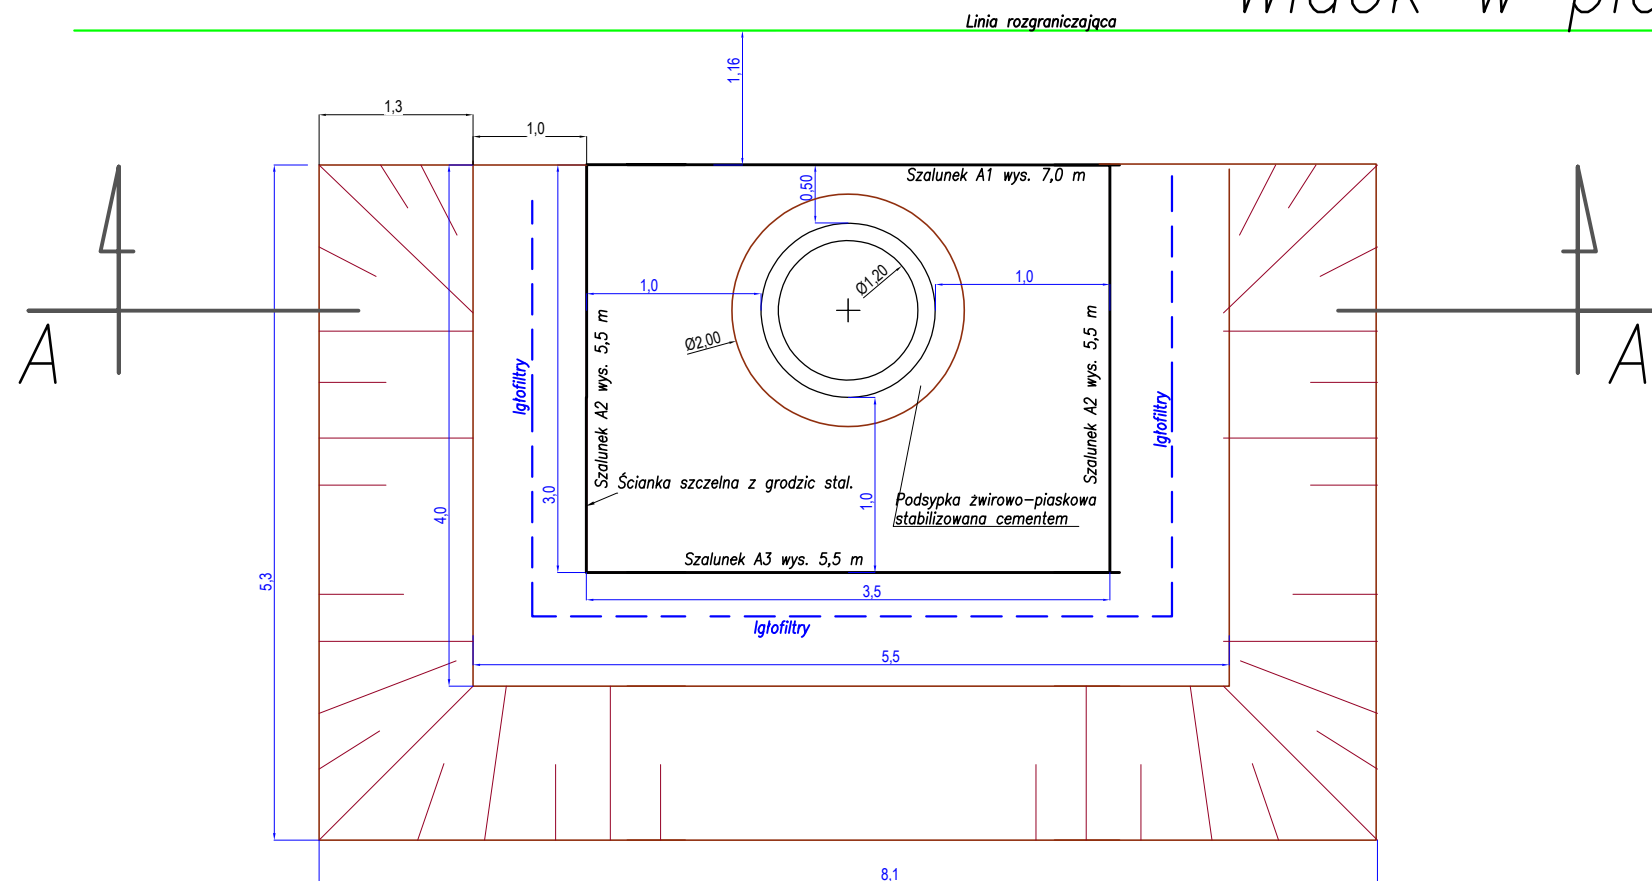 Linia rozgraniczająca
1,16
1,3
1,0
Szalunek A1 wys. 7,0 m
0,50
Ø1,20
1,0
1,0
Ø2,00
A
A
Igłofiltry
Szalunek A2 wys. 5,5 m
Szalunek A2 wys. 5,5 m
Igłofiltry
Ścianka szczelna z grodzic stal.
4,0
3,0
1,0
Podsypka żwirowo-piaskowa
stabilizowana cementem
Szalunek A3 wys. 5,5 m
5,3
3,5
Igłofiltry
5,5
8,1